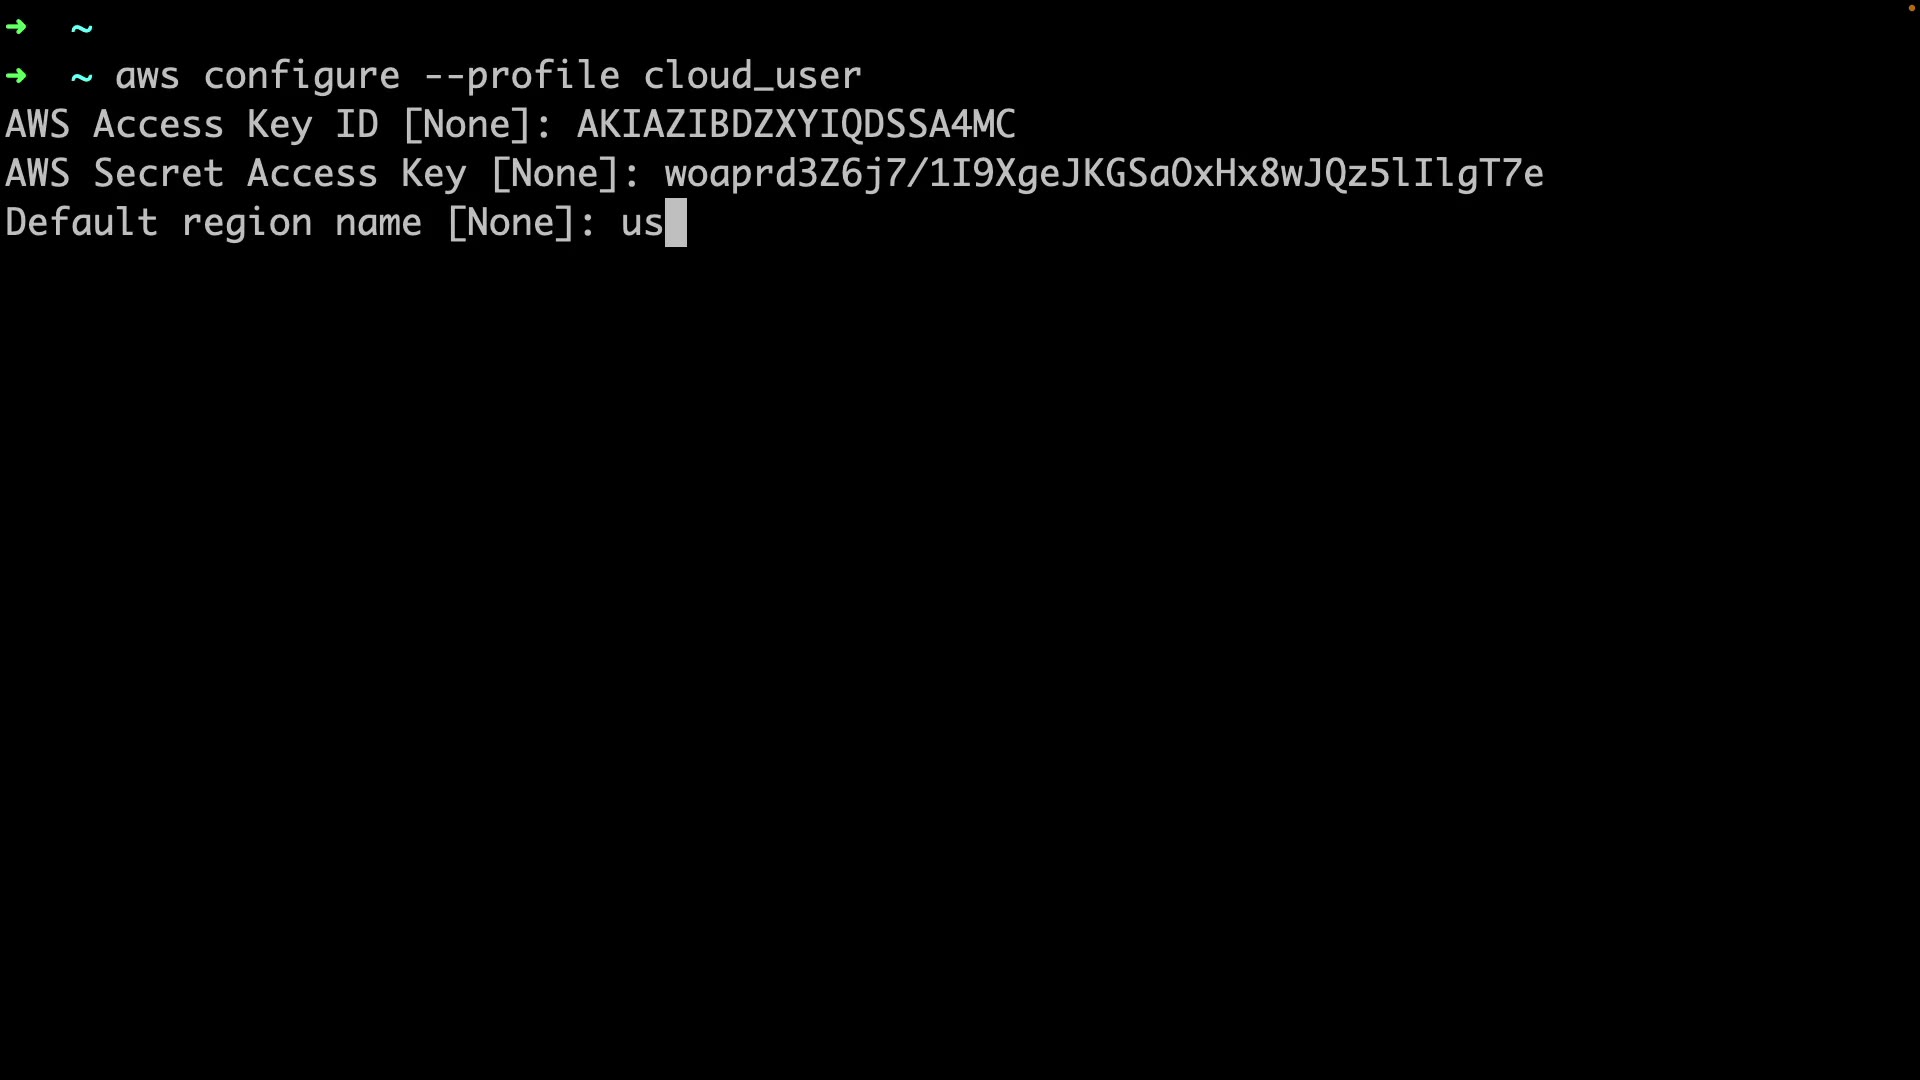 ➜ ~
➜ ~ aws configure --profile cloud_user
AWS Access Key ID [None]: AKIAZIBDZXYIQDSSA4MC
AWS Secret Access Key [None]: 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
Default region name [None]: us